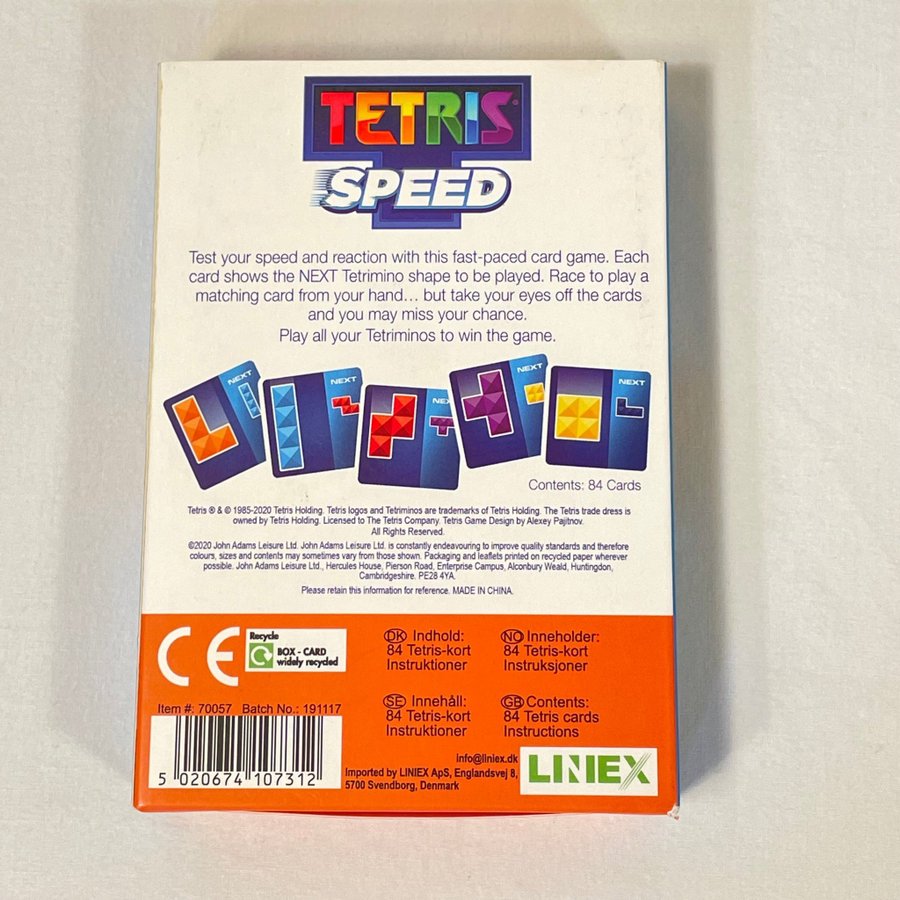 TETRIS®
SPEED
Test your speed and reaction with this fast-paced card game. Each
card shows the NEXT Tetrimino shape to be played. Race to play a
matching card from your hand... but take your eyes off the cards
and you may miss your chance.
Play all your Tetriminos to win the game.
NEXT
NEXT
NE
NEXT
NEXT
Contents: 84 Cards
Tetris ® & © 1985-2020 Tetris Holding. Tetris logos and Tetriminos are trademarks of Tetris Holding. The Tetris trade dress is
owned by Tetris Holding. Licensed to The Tetris Company. Tetris Game Design by Alexey Pajitnov.
All Rights Reserved.
©2020 John Adams Leisure Ltd. John Adams Leisure Ltd. is constantly endeavouring to improve quality standards and therefore
colours, sizes and contents may sometimes vary from those shown. Packaging and leaflets printed on recycled paper wherever
possible. John Adams Leisure Ltd., Hercules House, Pierson Road, Enterprise Campus, Alconbury Weald, Huntingdon,
Cambridgeshire. PE28 4YA.
Please retain this information for reference. MADE IN CHINA.
CE
Recycle
BOX - CARD
widely recycled
DK Indhold:
84 Tetris-kort
Instruktioner
NO Inneholder:
84 Tetris-kort
Instruksjoner
SE Innehåll:
84 Tetris-kort
Instruktioner
GB Contents:
84 Tetris cards
Instructions
Item #: 70057 Batch No.: 191117
5 020674 107312
info@liniex.dk
Imported by LINIEX ApS, Englandsvej 8,
5700 Svendborg, Denmark
LINIEX